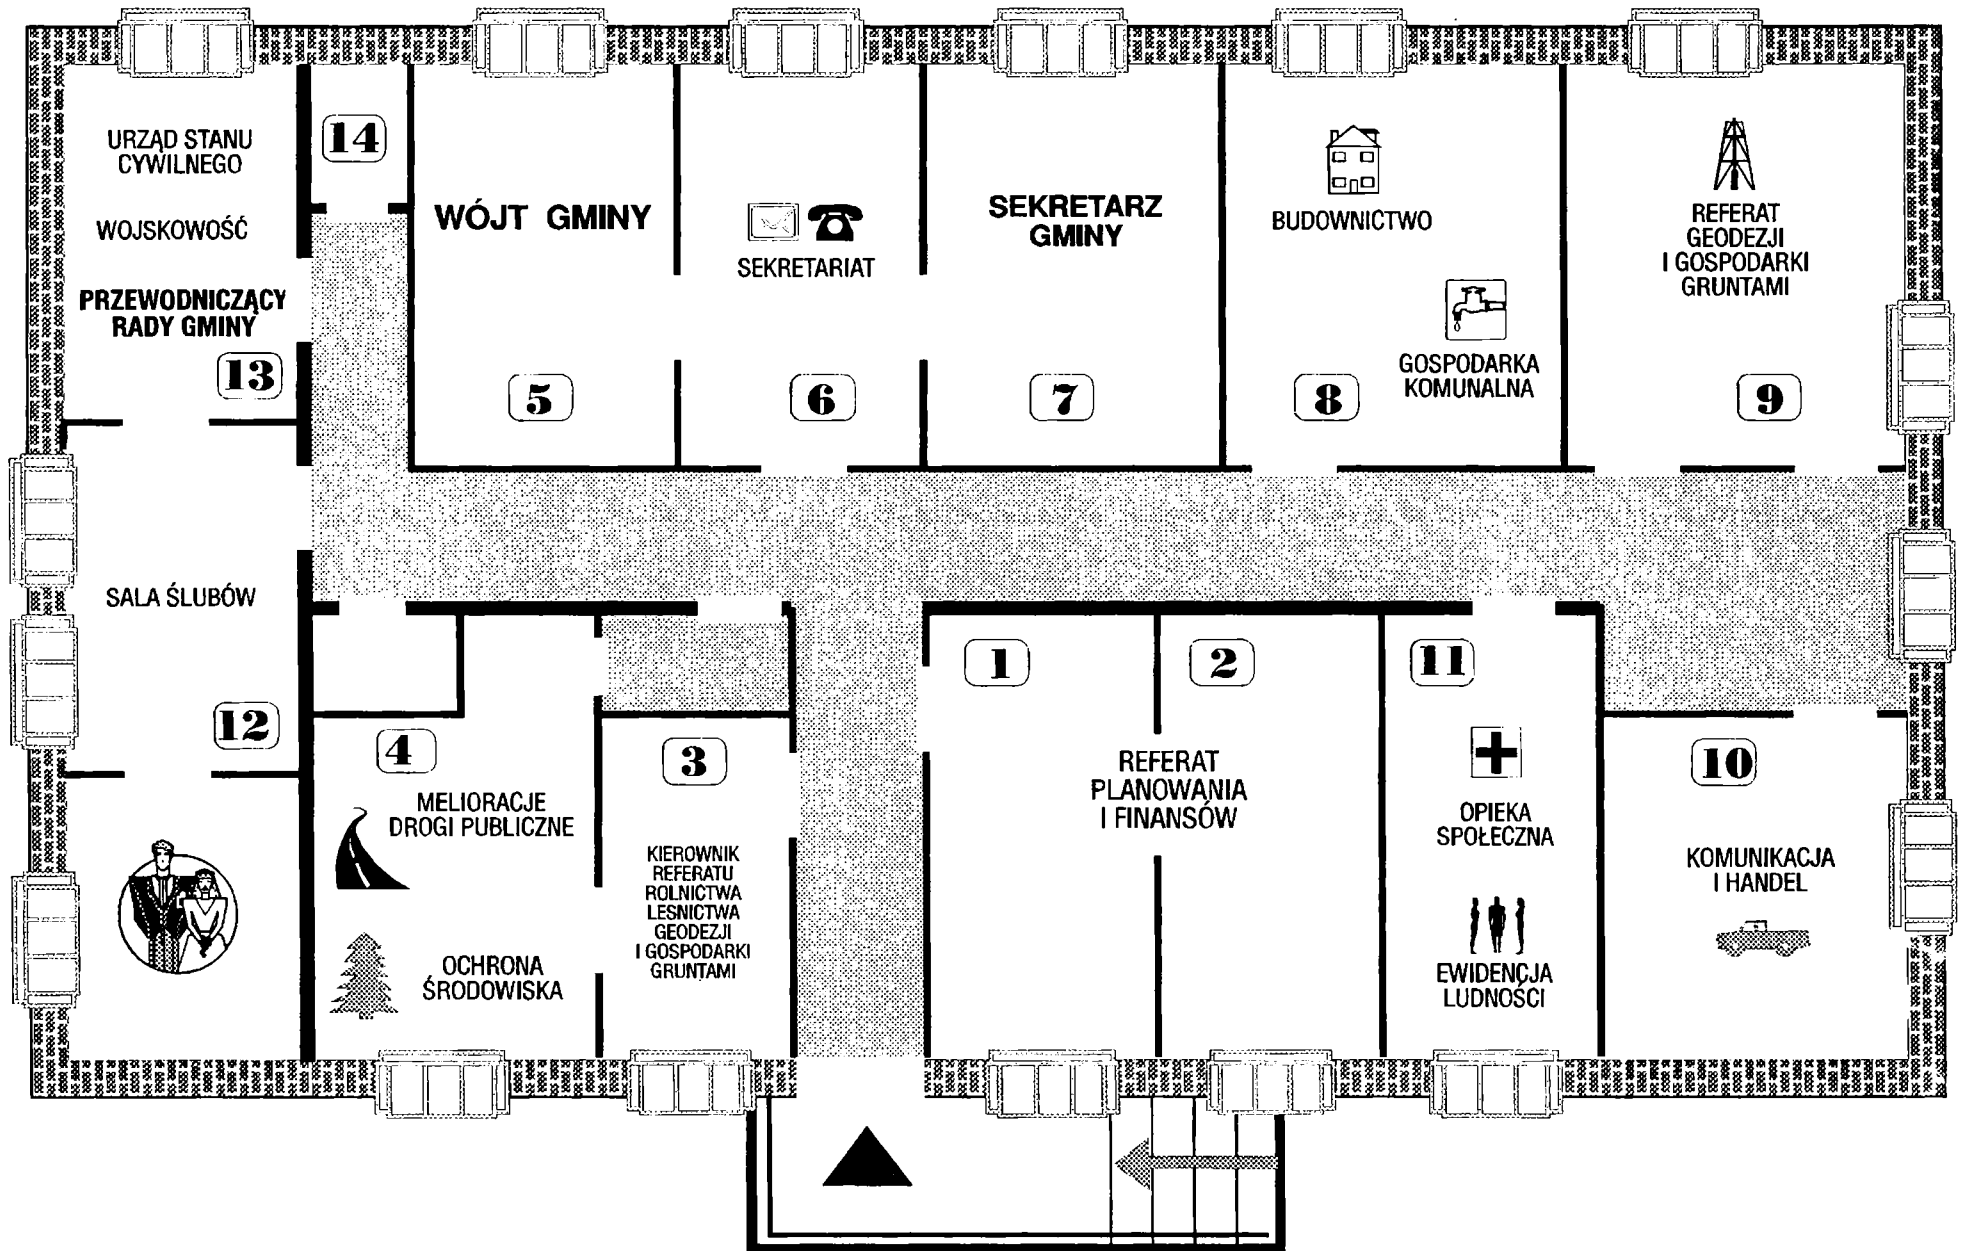 URZĄD STANU
CYWILNEGO
WOJSKOWOŚĆ
PRZEWODNICZĄCY
RADY GMINY
13
14
WÓJT GMINY
5
SEKRETARIAT
6
SEKRETARZ
GMINY
7
BUDOWNICTWO
GOSPODARKA
KOMUNALNA
8
REFERAT
GEODEZJI
I GOSPODARKI
GRUNTAMI
9
SALA ŚLUBÓW
12
4
MELIORACJE
DROGI PUBLICZNE
OCHRONA
ŚRODOWISKA
3
KIEROWNIK
REFERATU
ROLNICTWA
LEŚNICTWA
GEODEZJI
I GOSPODARKI
GRUNTAMI
1
2
REFERAT
PLANOWANIA
I FINANSÓW
11
OPIEKA
SPOŁECZNA
EWIDENCJA
LUDNOŚCI
10
KOMUNIKACJA
I HANDEL